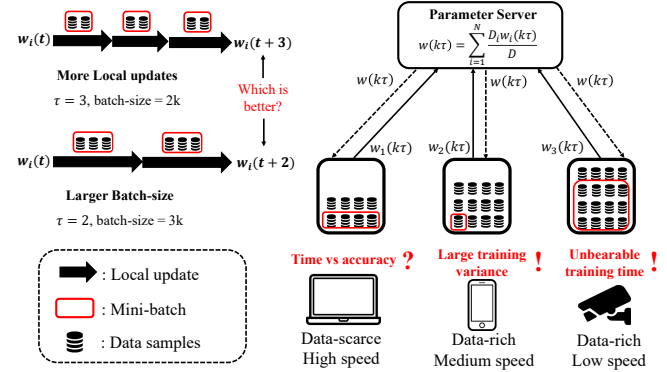 w_i(t)
w_i(t + 3)
More Local updates
τ = 3, batch-size = 2k
Which is
better?
w_i(t)
w_i(t + 2)
Larger Batch-size
τ = 2, batch-size = 3k
: Local update
: Mini-batch
: Data samples
Parameter Server
w(kτ) = \sum_{i=1}^{N} \frac{D_i w_i(kτ)}{D}
w(kτ)
w(kτ)
w(kτ)
w_1(kτ)
w_2(kτ)
w_3(kτ)
Time vs accuracy ?
Large training
variance !
Unbearable
training time !
Data-scarce
High speed
Data-rich
Medium speed
Data-rich
Low speed